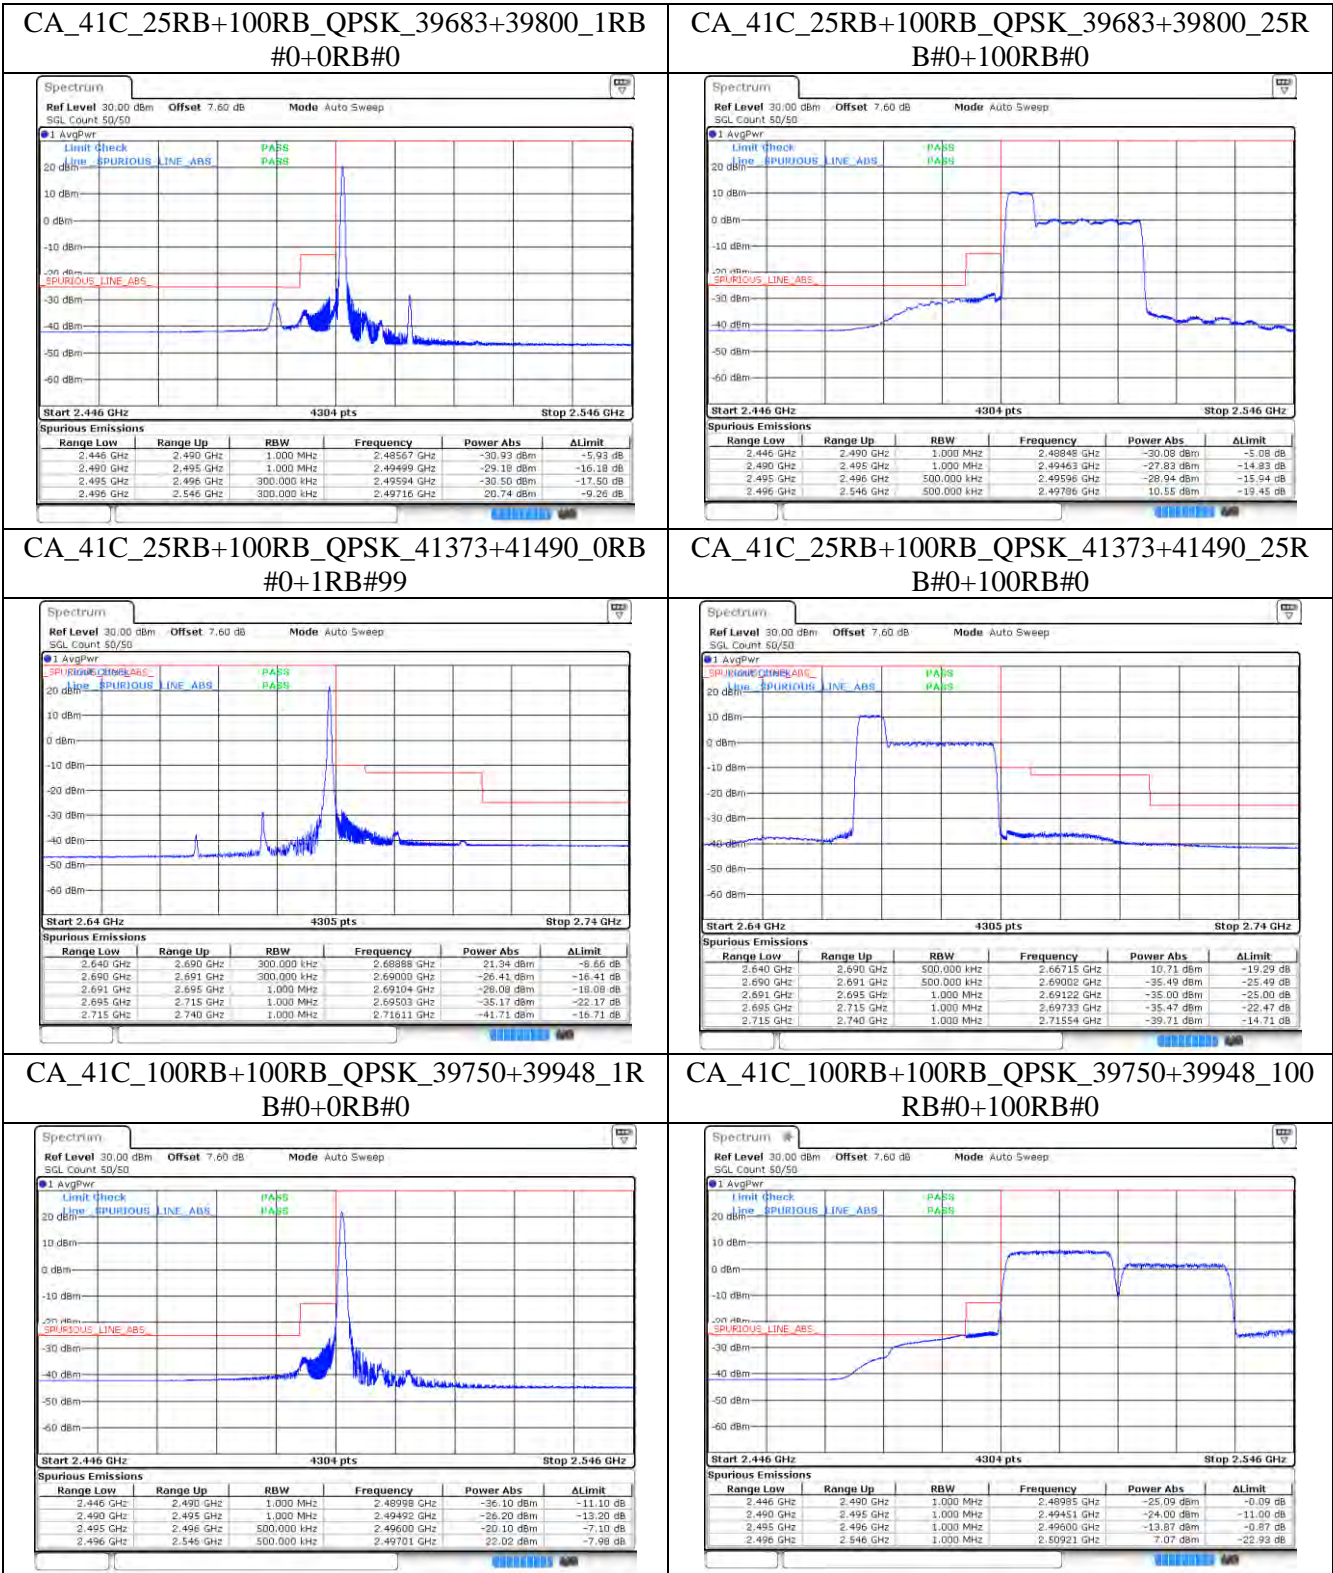 CA_41C_25RB+100RB_QPSK_39683+39800_1RB
#0+0RB#0
Spectrum
Ref Level 30.00 dBm Offset 7.60 dB Mode Auto Sweep
SGL Count 50/50
1 AvgPwr
Limit Check PASS
Line _SPURIOUS_LINE_ABS_ PASS
20 dBm
10 dBm
0 dBm
-10 dBm
-20 dBm
_SPURIOUS_LINE_ABS_
-30 dBm
-40 dBm
-50 dBm
-60 dBm
Start 2.446 GHz 4304 pts Stop 2.546 GHz
Spurious Emissions
Range Low Range Up RBW Frequency Power Abs ΔLimit
2.446 GHz 2.490 GHz 1.000 MHz 2.48567 GHz -30.93 dBm -5.93 dB
2.490 GHz 2.495 GHz 1.000 MHz 2.49499 GHz -29.18 dBm -16.18 dB
2.495 GHz 2.496 GHz 300.000 kHz 2.49594 GHz -30.50 dBm -17.50 dB
2.496 GHz 2.546 GHz 300.000 kHz 2.49716 GHz 20.74 dBm -9.26 dB
CA_41C_25RB+100RB_QPSK_39683+39800_25R
B#0+100RB#0
Spectrum
Ref Level 30.00 dBm Offset 7.60 dB Mode Auto Sweep
SGL Count 50/50
1 AvgPwr
Limit Check PASS
Line _SPURIOUS_LINE_ABS_ PASS
20 dBm
10 dBm
0 dBm
-10 dBm
-20 dBm
_SPURIOUS_LINE_ABS_
-30 dBm
-40 dBm
-50 dBm
-60 dBm
Start 2.446 GHz 4304 pts Stop 2.546 GHz
Spurious Emissions
Range Low Range Up RBW Frequency Power Abs ΔLimit
2.446 GHz 2.490 GHz 1.000 MHz 2.48848 GHz -30.08 dBm -5.08 dB
2.490 GHz 2.495 GHz 1.000 MHz 2.49463 GHz -27.83 dBm -14.83 dB
2.495 GHz 2.496 GHz 500.000 kHz 2.49596 GHz -28.94 dBm -15.94 dB
2.496 GHz 2.546 GHz 500.000 kHz 2.49786 GHz 10.55 dBm -19.45 dB
CA_41C_25RB+100RB_QPSK_41373+41490_0RB
#0+1RB#99
Spectrum
Ref Level 30.00 dBm Offset 7.60 dB Mode Auto Sweep
SGL Count 50/50
1 AvgPwr
PASS
Line _SPURIOUS_LINE_ABS_ PASS
20 dBm
10 dBm
0 dBm
-10 dBm
-20 dBm
-30 dBm
-40 dBm
-50 dBm
-60 dBm
Start 2.64 GHz 4305 pts Stop 2.74 GHz
Spurious Emissions
Range Low Range Up RBW Frequency Power Abs ΔLimit
2.640 GHz 2.690 GHz 300.000 kHz 2.68888 GHz 21.34 dBm -8.66 dB
2.690 GHz 2.691 GHz 300.000 kHz 2.69000 GHz -26.41 dBm -16.41 dB
2.691 GHz 2.695 GHz 1.000 MHz 2.69104 GHz -28.08 dBm -18.08 dB
2.695 GHz 2.715 GHz 1.000 MHz 2.69503 GHz -35.17 dBm -22.17 dB
2.715 GHz 2.740 GHz 1.000 MHz 2.71611 GHz -41.71 dBm -16.71 dB
CA_41C_25RB+100RB_QPSK_41373+41490_25R
B#0+100RB#0
Spectrum
Ref Level 30.00 dBm Offset 7.60 dB Mode Auto Sweep
SGL Count 50/50
1 AvgPwr
PASS
Line _SPURIOUS_LINE_ABS_ PASS
20 dBm
10 dBm
0 dBm
-10 dBm
-20 dBm
-30 dBm
-40 dBm
-50 dBm
-60 dBm
Start 2.64 GHz 4305 pts Stop 2.74 GHz
Spurious Emissions
Range Low Range Up RBW Frequency Power Abs ΔLimit
2.640 GHz 2.690 GHz 500.000 kHz 2.66715 GHz 10.71 dBm -19.29 dB
2.690 GHz 2.691 GHz 500.000 kHz 2.69002 GHz -35.49 dBm -25.49 dB
2.691 GHz 2.695 GHz 1.000 MHz 2.69122 GHz -35.00 dBm -25.00 dB
2.695 GHz 2.715 GHz 1.000 MHz 2.69733 GHz -35.47 dBm -22.47 dB
2.715 GHz 2.740 GHz 1.000 MHz 2.71554 GHz -39.71 dBm -14.71 dB
CA_41C_100RB+100RB_QPSK_39750+39948_1R
B#0+0RB#0
Spectrum
Ref Level 30.00 dBm Offset 7.60 dB Mode Auto Sweep
SGL Count 50/50
1 AvgPwr
Limit Check PASS
Line _SPURIOUS_LINE_ABS_ PASS
20 dBm
10 dBm
0 dBm
-10 dBm
-20 dBm
_SPURIOUS_LINE_ABS_
-30 dBm
-40 dBm
-50 dBm
-60 dBm
Start 2.446 GHz 4304 pts Stop 2.546 GHz
Spurious Emissions
Range Low Range Up RBW Frequency Power Abs ΔLimit
2.446 GHz 2.490 GHz 1.000 MHz 2.48998 GHz -36.10 dBm -11.10 dB
2.490 GHz 2.495 GHz 1.000 MHz 2.49492 GHz -26.20 dBm -13.20 dB
2.495 GHz 2.496 GHz 500.000 kHz 2.49600 GHz -20.10 dBm -7.10 dB
2.496 GHz 2.546 GHz 500.000 kHz 2.49701 GHz 22.02 dBm -7.98 dB
CA_41C_100RB+100RB_QPSK_39750+39948_100
RB#0+100RB#0
Spectrum
Ref Level 30.00 dBm Offset 7.60 dB Mode Auto Sweep
SGL Count 50/50
1 AvgPwr
Limit Check PASS
Line _SPURIOUS_LINE_ABS_ PASS
20 dBm
10 dBm
0 dBm
-10 dBm
-20 dBm
_SPURIOUS_LINE_ABS_
-30 dBm
-40 dBm
-50 dBm
-60 dBm
Start 2.446 GHz 4304 pts Stop 2.546 GHz
Spurious Emissions
Range Low Range Up RBW Frequency Power Abs ΔLimit
2.446 GHz 2.490 GHz 1.000 MHz 2.48985 GHz -25.09 dBm -0.09 dB
2.490 GHz 2.495 GHz 1.000 MHz 2.49451 GHz -24.00 dBm -11.00 dB
2.495 GHz 2.496 GHz 1.000 MHz 2.49600 GHz -13.87 dBm -0.87 dB
2.496 GHz 2.546 GHz 1.000 MHz 2.50921 GHz 7.07 dBm -22.93 dB